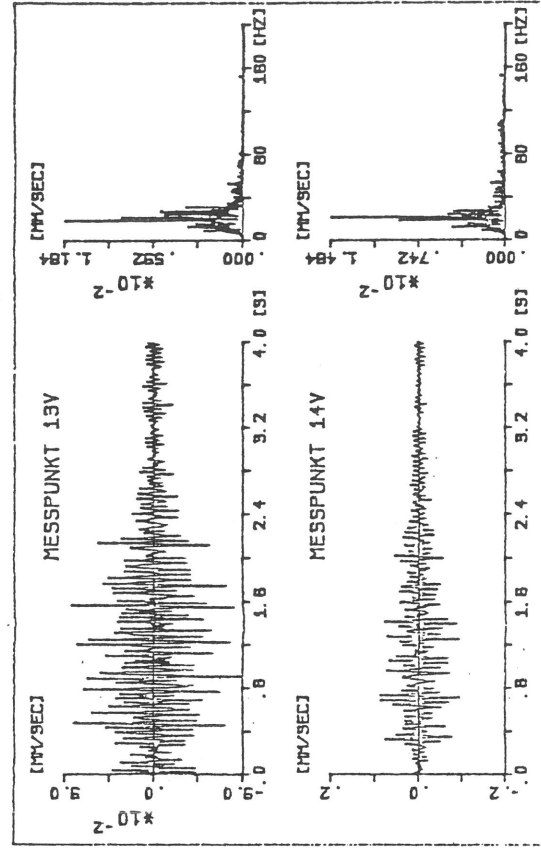 MESSPUNKT 13V
[MM/SEC]
9.0
*10-2
0.
-9.0
.0 .8 1.6 2.4 3.2 4.0 [S]
[MM/SEC]
1.184
*10-2
.592
.000
0 80 160 [HZ]
MESSPUNKT 14V
[MM/SEC]
.2
0.
-.2
.0 .8 1.6 2.4 3.2 4.0 [S]
[MM/SEC]
1.484
*10-2
.742
.000
0 80 160 [HZ]